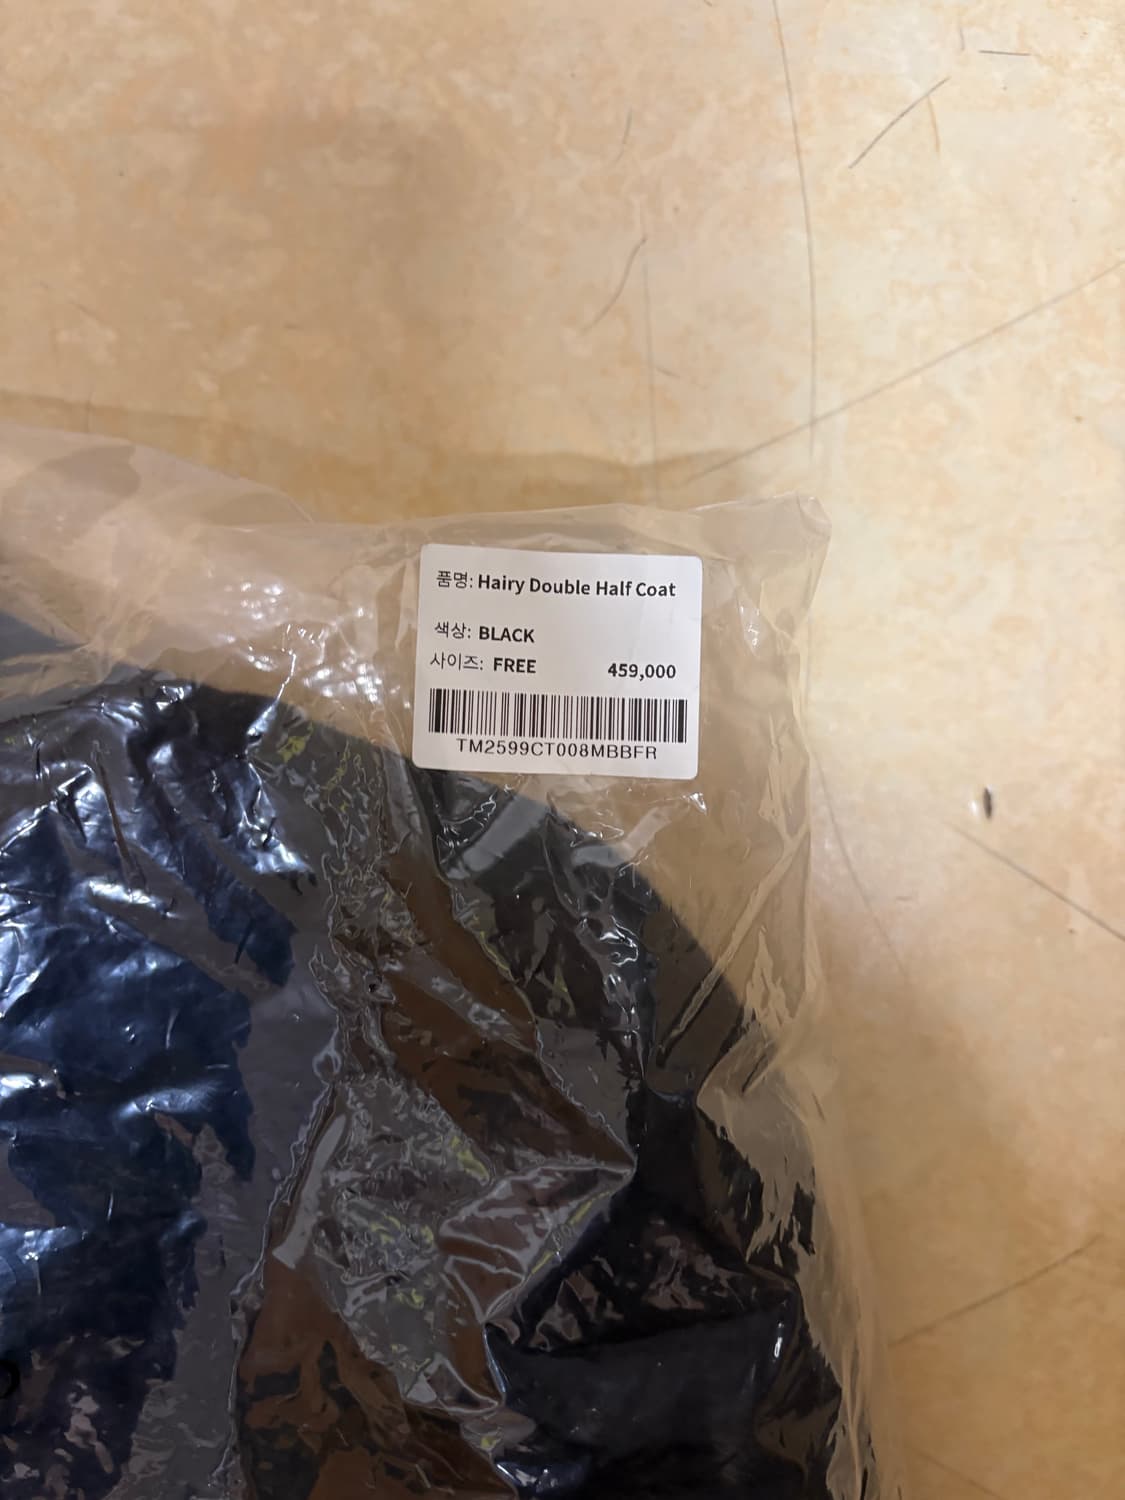 품명: Hairy Double Half Coat
색상: BLACK
사이즈: FREE 459,000
TM2599CT008MBBFR